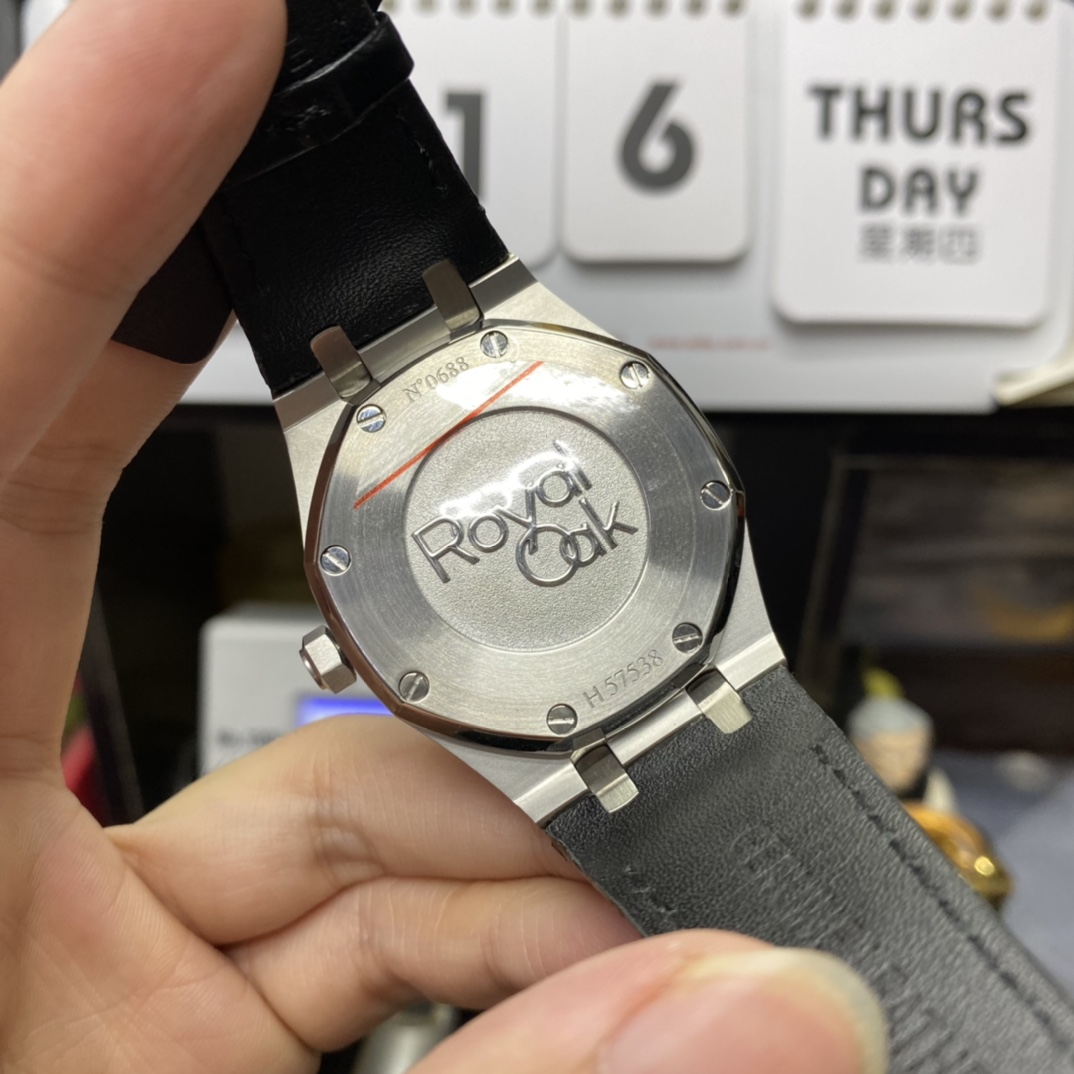 1
6
THURS
DAY
星期四
N°0688
Royal
Oak
H 57538